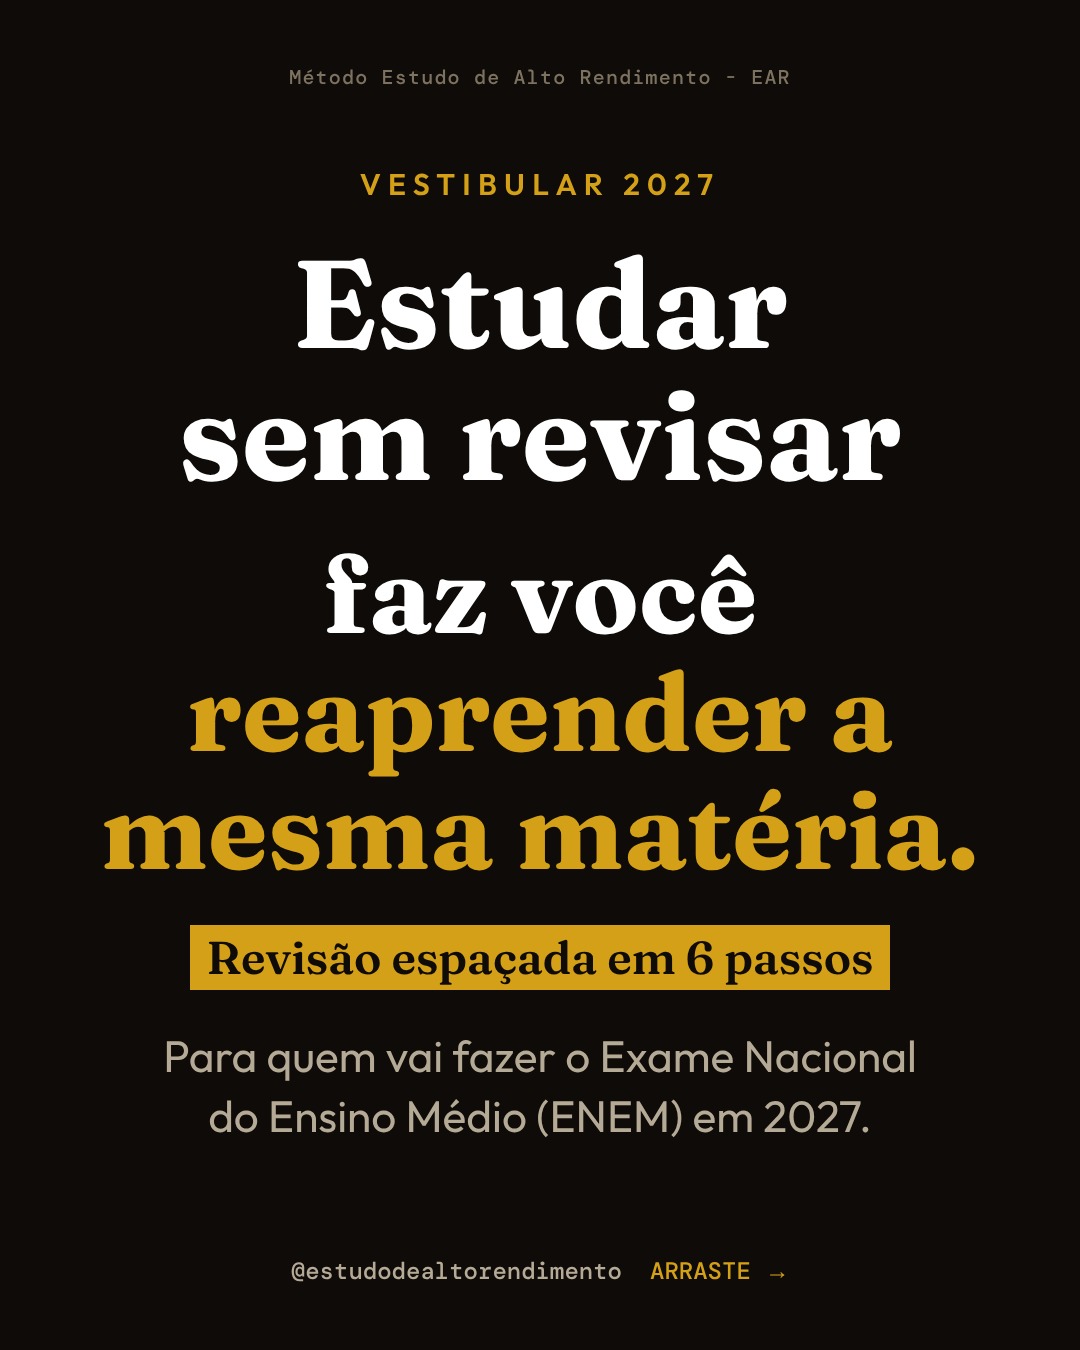 Método Estudo de Alto Rendimento - EAR
VESTIBULAR 2027
Estudar
sem revisar
faz você
reaprender a
mesma matéria.
Revisão espaçada em 6 passos
Para quem vai fazer o Exame Nacional
do Ensino Médio (ENEM) em 2027.
@estudodealtorendimento ARRASTE →